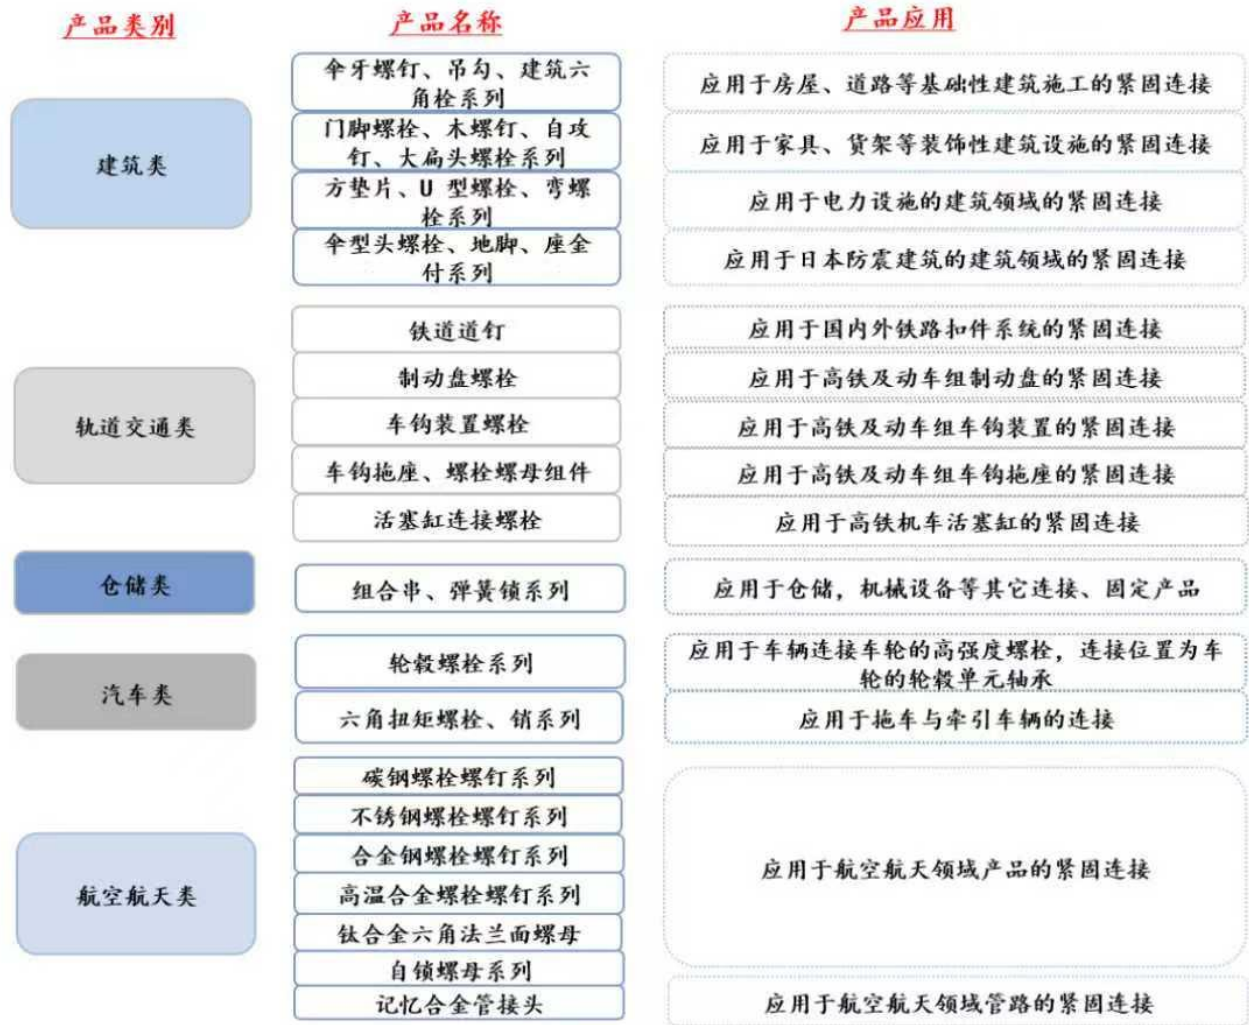 产品类别
产品名称
产品应用
建筑类
伞牙螺钉、吊勾、建筑六
角栓系列
应用于房屋、道路等基础性建筑施工的紧固连接
门脚螺栓、木螺钉、自攻
钉、大扁头螺栓系列
应用于家具、货架等装饰性建筑设施的紧固连接
方垫片、U 型螺栓、弯螺
栓系列
应用于电力设施的建筑领域的紧固连接
伞型头螺栓、地脚、座金
付系列
应用于日本防震建筑的建筑领域的紧固连接
轨道交通类
铁道道钉
应用于国内外铁路扣件系统的紧固连接
制动盘螺栓
应用于高铁及动车组制动盘的紧固连接
车钩装置螺栓
应用于高铁及动车组车钩装置的紧固连接
车钩拖座、螺栓螺母组件
应用于高铁及动车组车钩拖座的紧固连接
活塞缸连接螺栓
应用于高铁机车活塞缸的紧固连接
仓储类
组合串、弹簧锁系列
应用于仓储，机械设备等其它连接、固定产品
汽车类
轮毂螺栓系列
应用于车辆连接车轮的高强度螺栓，连接位置为车
轮的轮毂单元轴承
六角扭矩螺栓、销系列
应用于拖车与牵引车辆的连接
航空航天类
碳钢螺栓螺钉系列
不锈钢螺栓螺钉系列
合金钢螺栓螺钉系列
高温合金螺栓螺钉系列
钛合金六角法兰面螺母
自锁螺母系列
应用于航空航天领域产品的紧固连接
记忆合金管接头
应用于航空航天领域管路的紧固连接